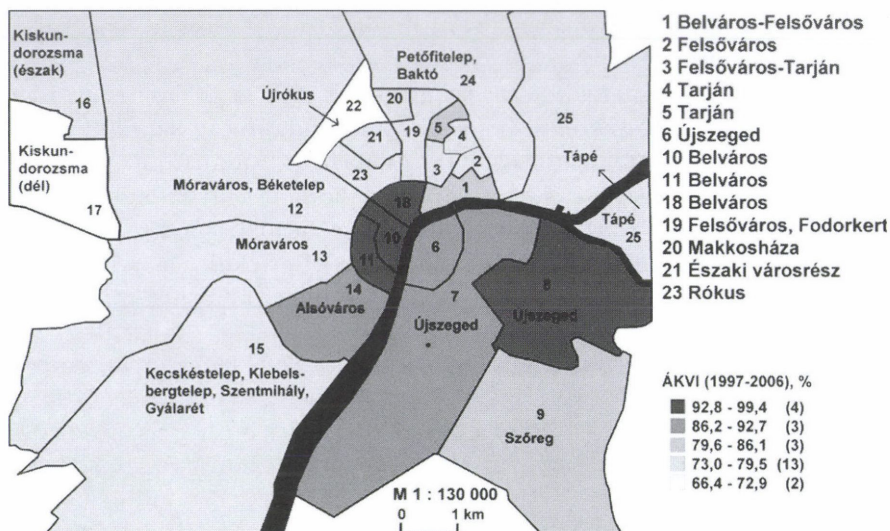 Kiskun-
dorozsma
(észak)
16
Kiskun-
dorozsma
(dél)
17
Petőfitelep,
Baktó
24
Újrókus
22
20
21
19
23
5
4
3
2
1
25
Tápé
Tápé
25
Móraváros, Béketelep
12
18
10
11
6
Móraváros
13
14
Alsóváros
7
Újszeged
8
Ujszeged
15
Kecskéstelep, Klebels-
bergtelep, Szentmihály,
Gyálarét
9
Szőreg
M 1 : 130 000
0 1 km
1 Belváros-Felsőváros
2 Felsőváros
3 Felsőváros-Tarján
4 Tarján
5 Tarján
6 Újszeged
10 Belváros
11 Belváros
18 Belváros
19 Felsőváros, Fodorkert
20 Makkosháza
21 Északi városrész
23 Rókus
ÁKVI (1997-2006), %
92,8 - 99,4 (4)
86,2 - 92,7 (3)
79,6 - 86,1 (3)
73,0 - 79,5 (13)
66,4 - 72,9 (2)